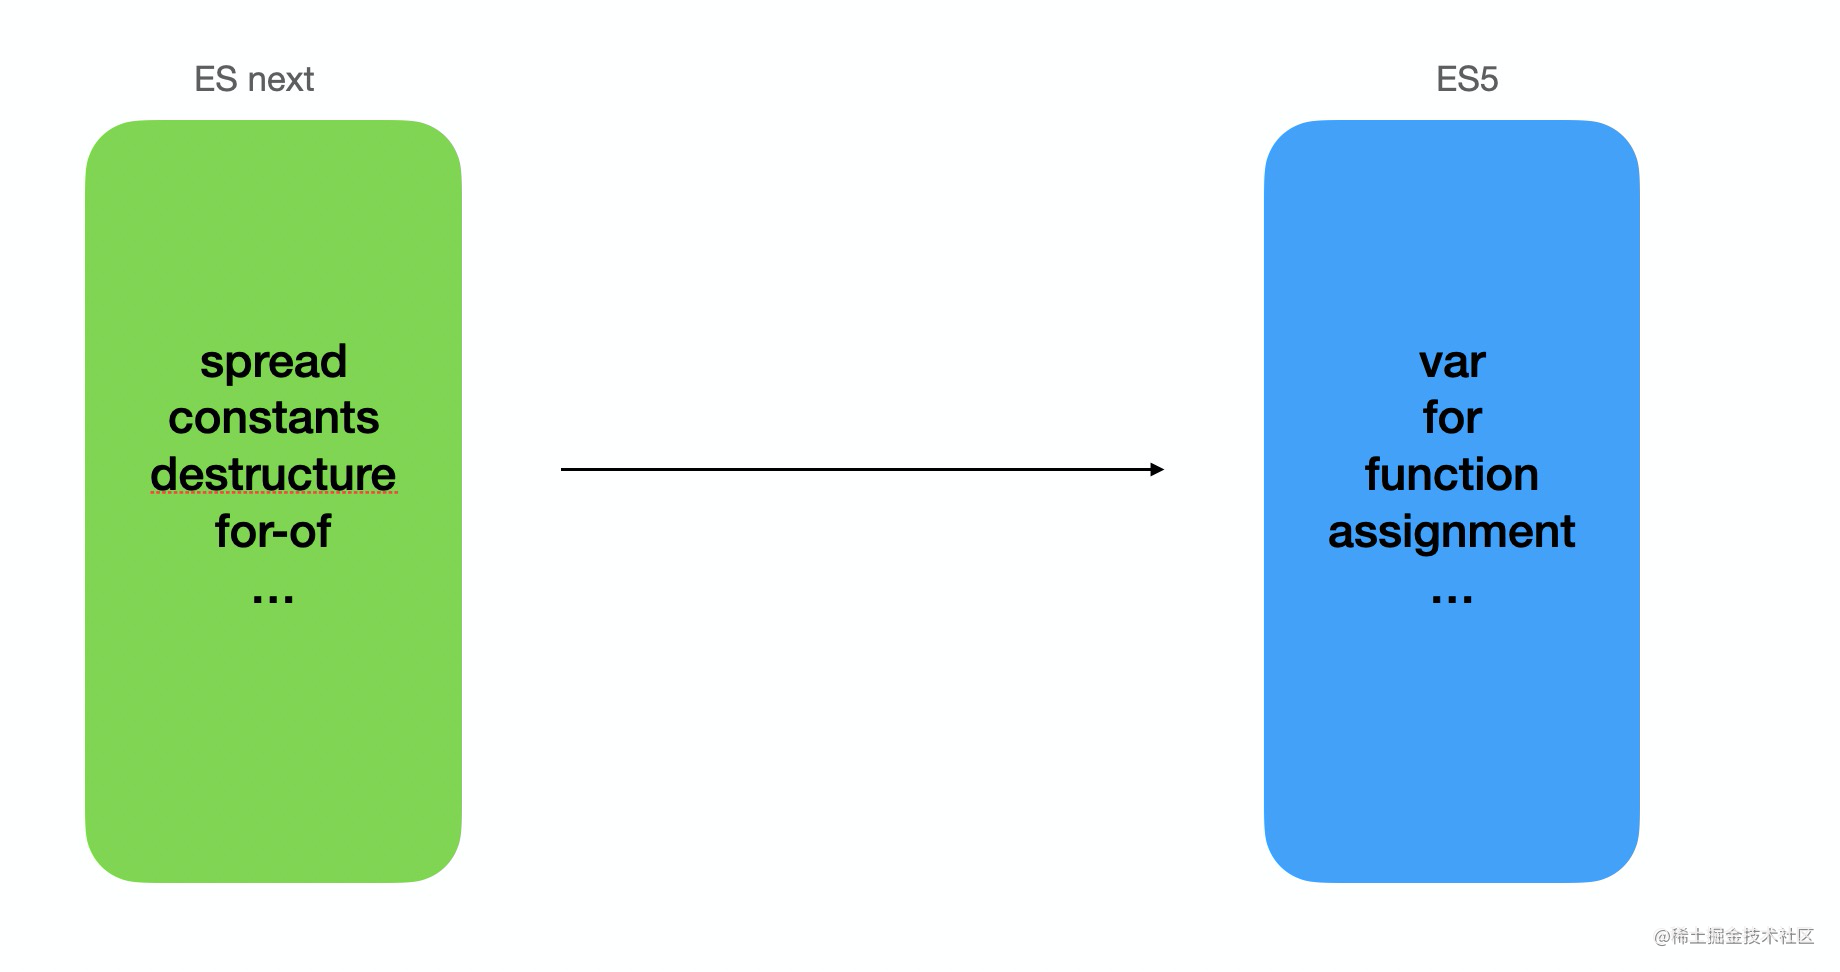 ES next
spread
constants
destructure
for-of
...
ES5
var
for
function
assignment
...
@稀土掘金技术社区